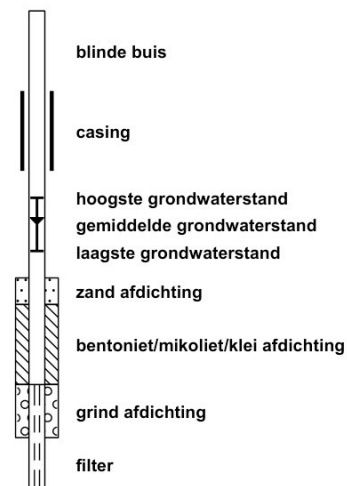 blinde buis
casing
hoogste grondwaterstand
gemiddelde grondwaterstand
laagste grondwaterstand
zand afdichting
bentoniet/mikoliet/klei afdichting
grind afdichting
filter